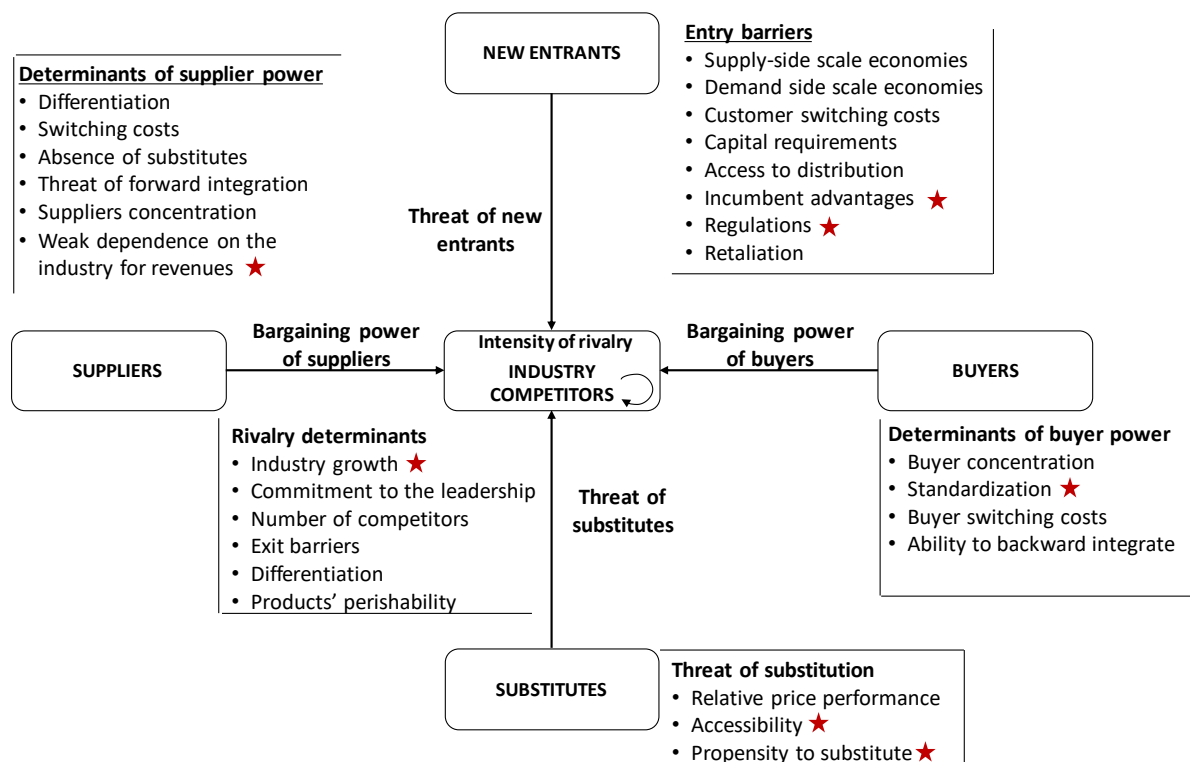 NEW ENTRANTS
Entry barriers
• Supply-side scale economies
• Demand side scale economies
• Customer switching costs
• Capital requirements
• Access to distribution
• Incumbent advantages
• Regulations
• Retaliation
Determinants of supplier power
• Differentiation
• Switching costs
• Absence of substitutes
• Threat of forward integration
• Suppliers concentration
• Weak dependence on the
industry for revenues
Threat of new
entrants
SUPPLIERS
Bargaining power
of suppliers
Intensity of rivalry
INDUSTRY
COMPETITORS
Bargaining power
of buyers
BUYERS
Rivalry determinants
• Industry growth
• Commitment to the leadership
• Number of competitors
• Exit barriers
• Differentiation
• Products’ perishability
Threat of
substitutes
Determinants of buyer power
• Buyer concentration
• Standardization
• Buyer switching costs
• Ability to backward integrate
SUBSTITUTES
Threat of substitution
• Relative price performance
• Accessibility
• Propensity to substitute